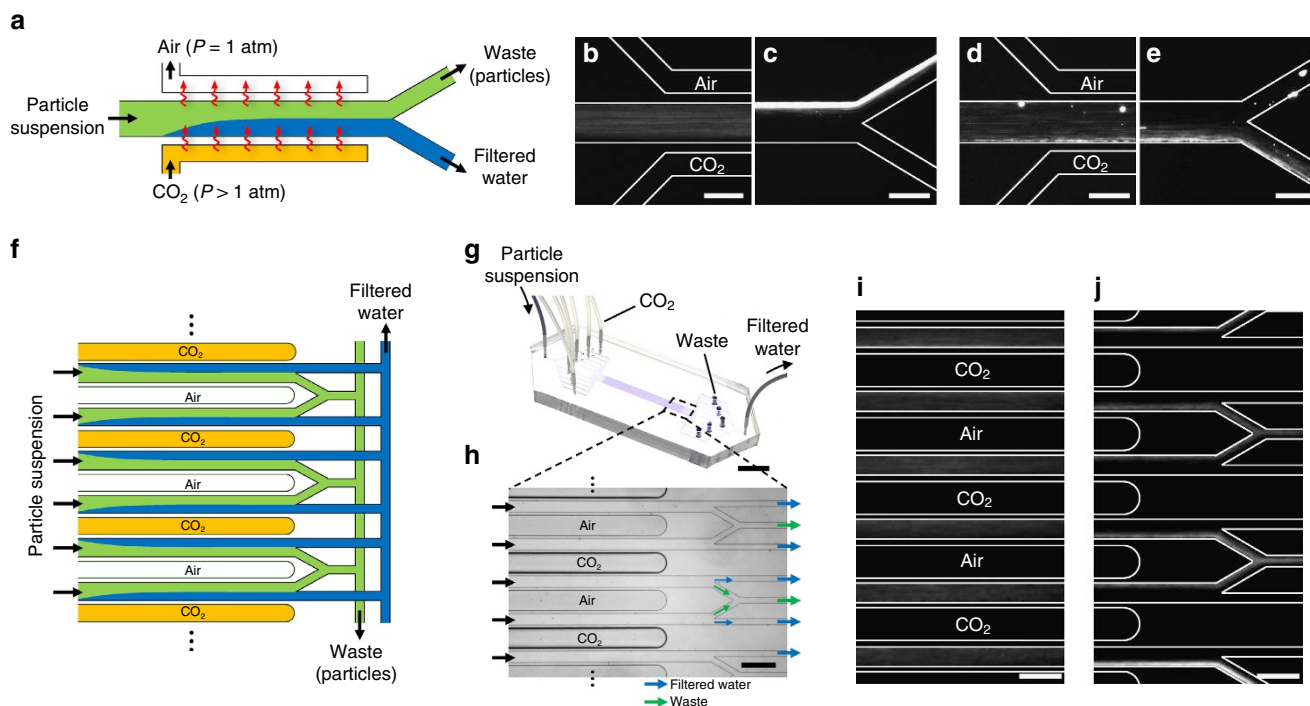 a
Air (P = 1 atm)
Particle
suspension
CO2 (P > 1 atm)
Waste
(particles)
Filtered
water
b
Air
CO2
c
d
Air
CO2
e
f
Filtered
water
CO2
Air
CO2
Air
CO2
Air
CO2
Particle suspension
Waste
(particles)
g
Particle
suspension
CO2
Waste
Filtered
water
h
Air
CO2
Air
CO2
Filtered water
Waste
i
CO2
Air
CO2
Air
CO2
j